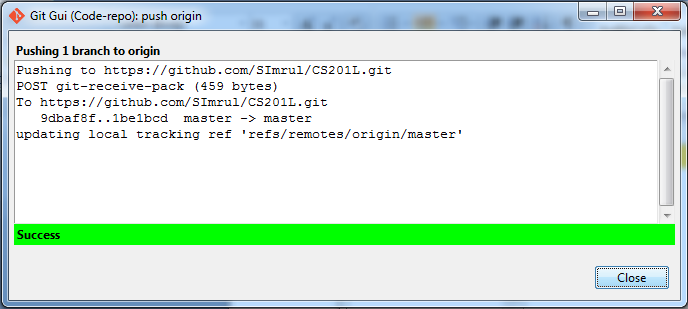 Git Gui (Code-repo): push origin
Pushing 1 branch to origin
Pushing to https://github.com/SImrul/CS201L.git
POST git-receive-pack (459 bytes)
To https://github.com/SImrul/CS201L.git
   9dbaf8f..1be1bcd  master -> master
updating local tracking ref 'refs/remotes/origin/master'
Success
Close